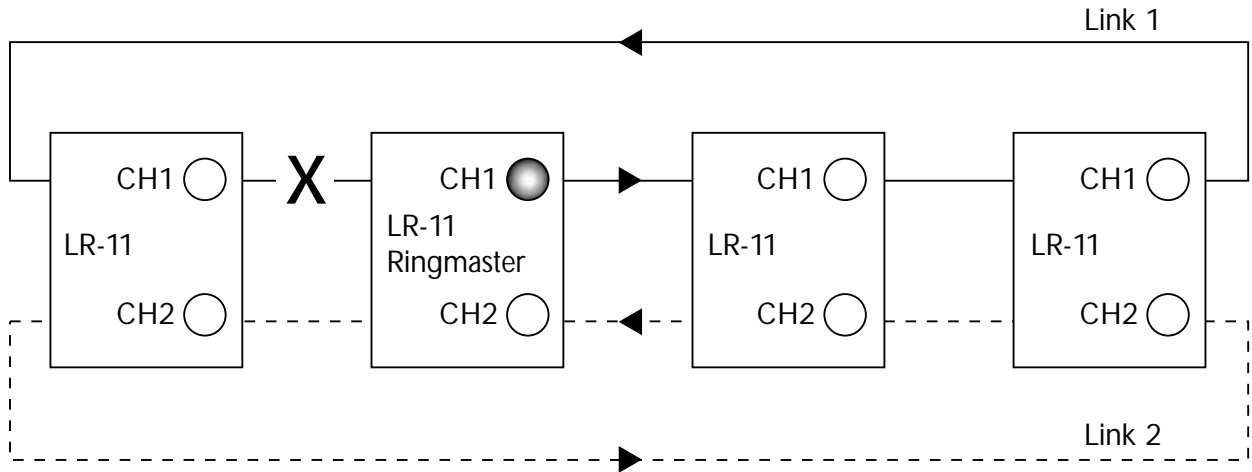 Link 1
CH1
X
CH1
CH1
CH1
LR-11
LR-11
Ringmaster
LR-11
LR-11
CH2
CH2
CH2
CH2
Link 2